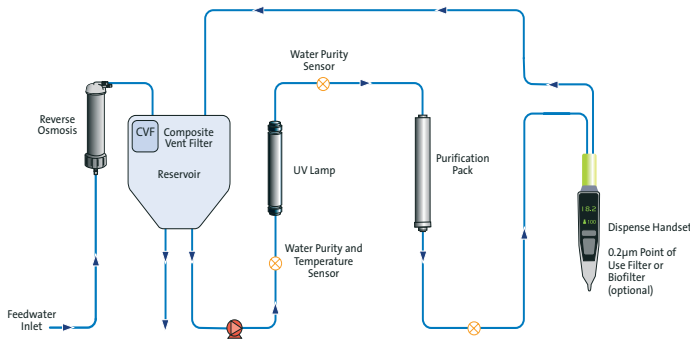 Water Purity
Sensor
Reverse
Osmosis
CVF
Composite
Vent Filter
Reservoir
UV Lamp
Purification
Pack
18.2
100
Water Purity and
Temperature
Sensor
Dispense Handset
0.2µm Point of
Use Filter or
Biofilter
(optional)
Feedwater
Inlet